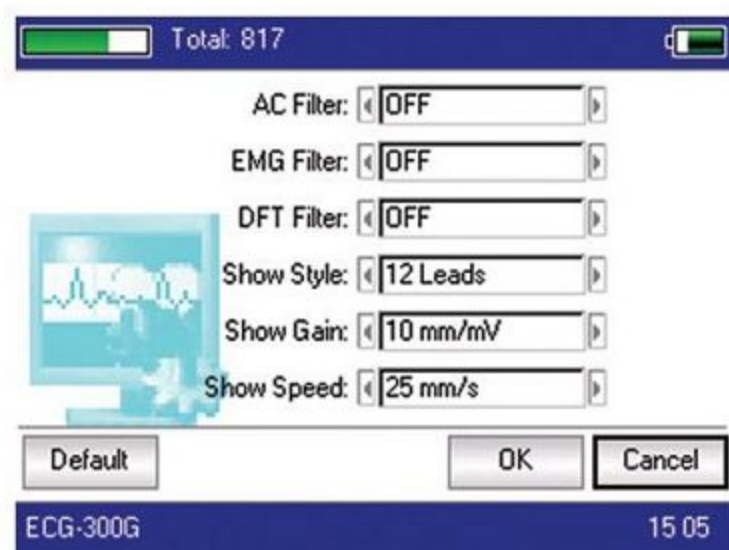 Total: 817
AC Filter: OFF
EMG Filter: OFF
DFT Filter: OFF
Show Style: 12 Leads
Show Gain: 10 mm/mV
Show Speed: 25 mm/s
Default OK Cancel
ECG-300G 15 05